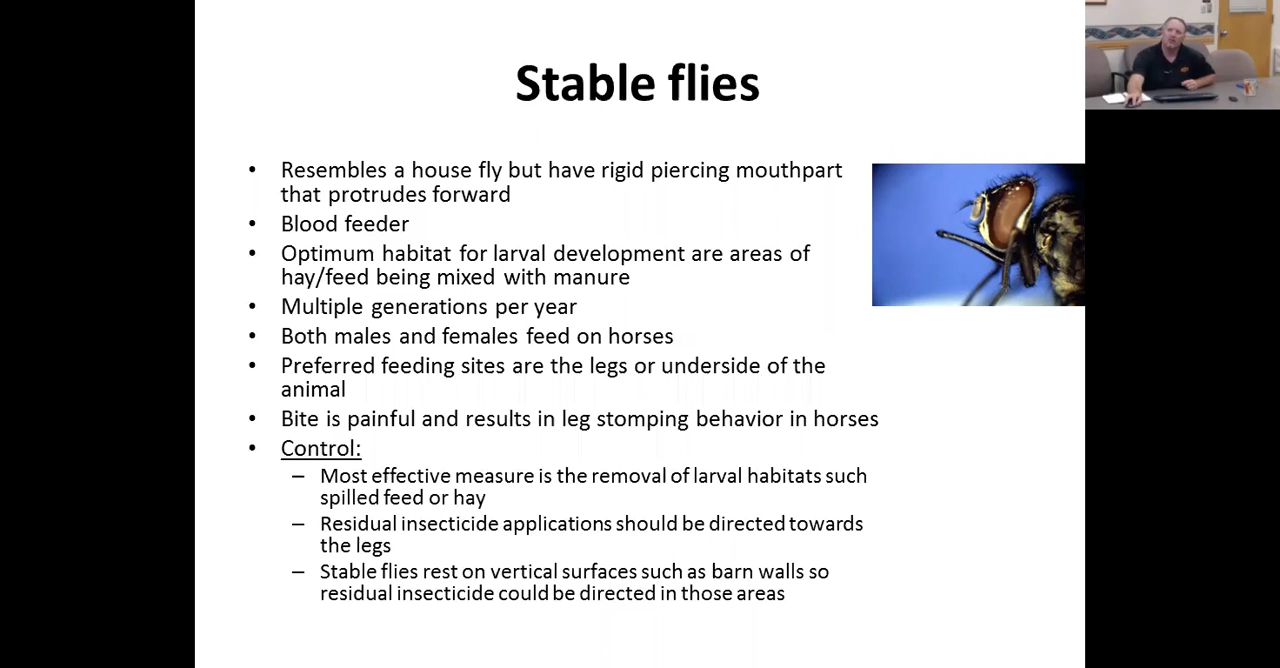 Stable flies
• Resembles a house fly but have rigid piercing mouthpart
that protrudes forward
• Blood feeder
• Optimum habitat for larval development are areas of
hay/feed being mixed with manure
• Multiple generations per year
• Both males and females feed on horses
• Preferred feeding sites are the legs or underside of the
animal
• Bite is painful and results in leg stomping behavior in horses
• Control:
– Most effective measure is the removal of larval habitats such
spilled feed or hay
– Residual insecticide applications should be directed towards
the legs
– Stable flies rest on vertical surfaces such as barn walls so
residual insecticide could be directed in those areas